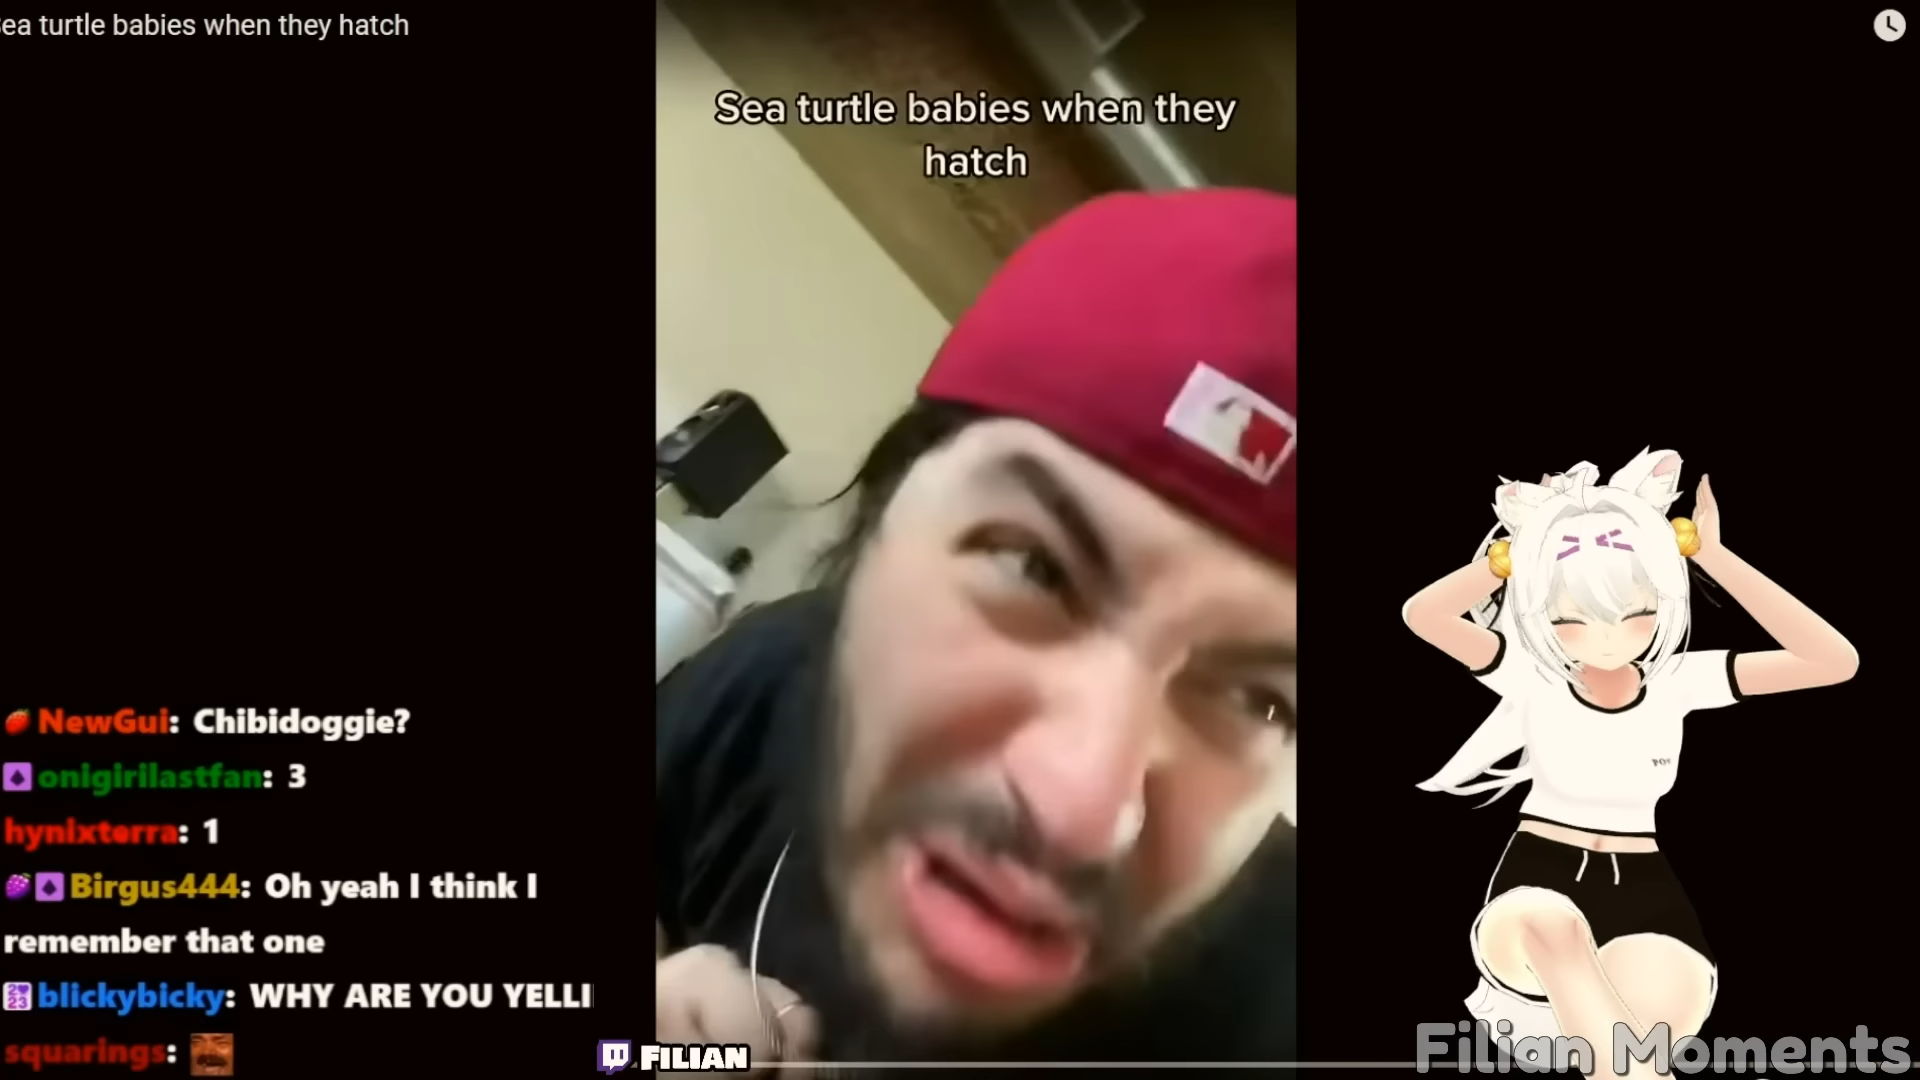 ea turtle babies when they hatch
Sea turtle babies when they
hatch
NewGui: Chibidoggie?
onigirilastfan: 3
hynixterra: 1
Birgus444: Oh yeah I think I
remember that one
blickybicky: WHY ARE YOU YELLI
squarings:
FILIAN
Filian Moments